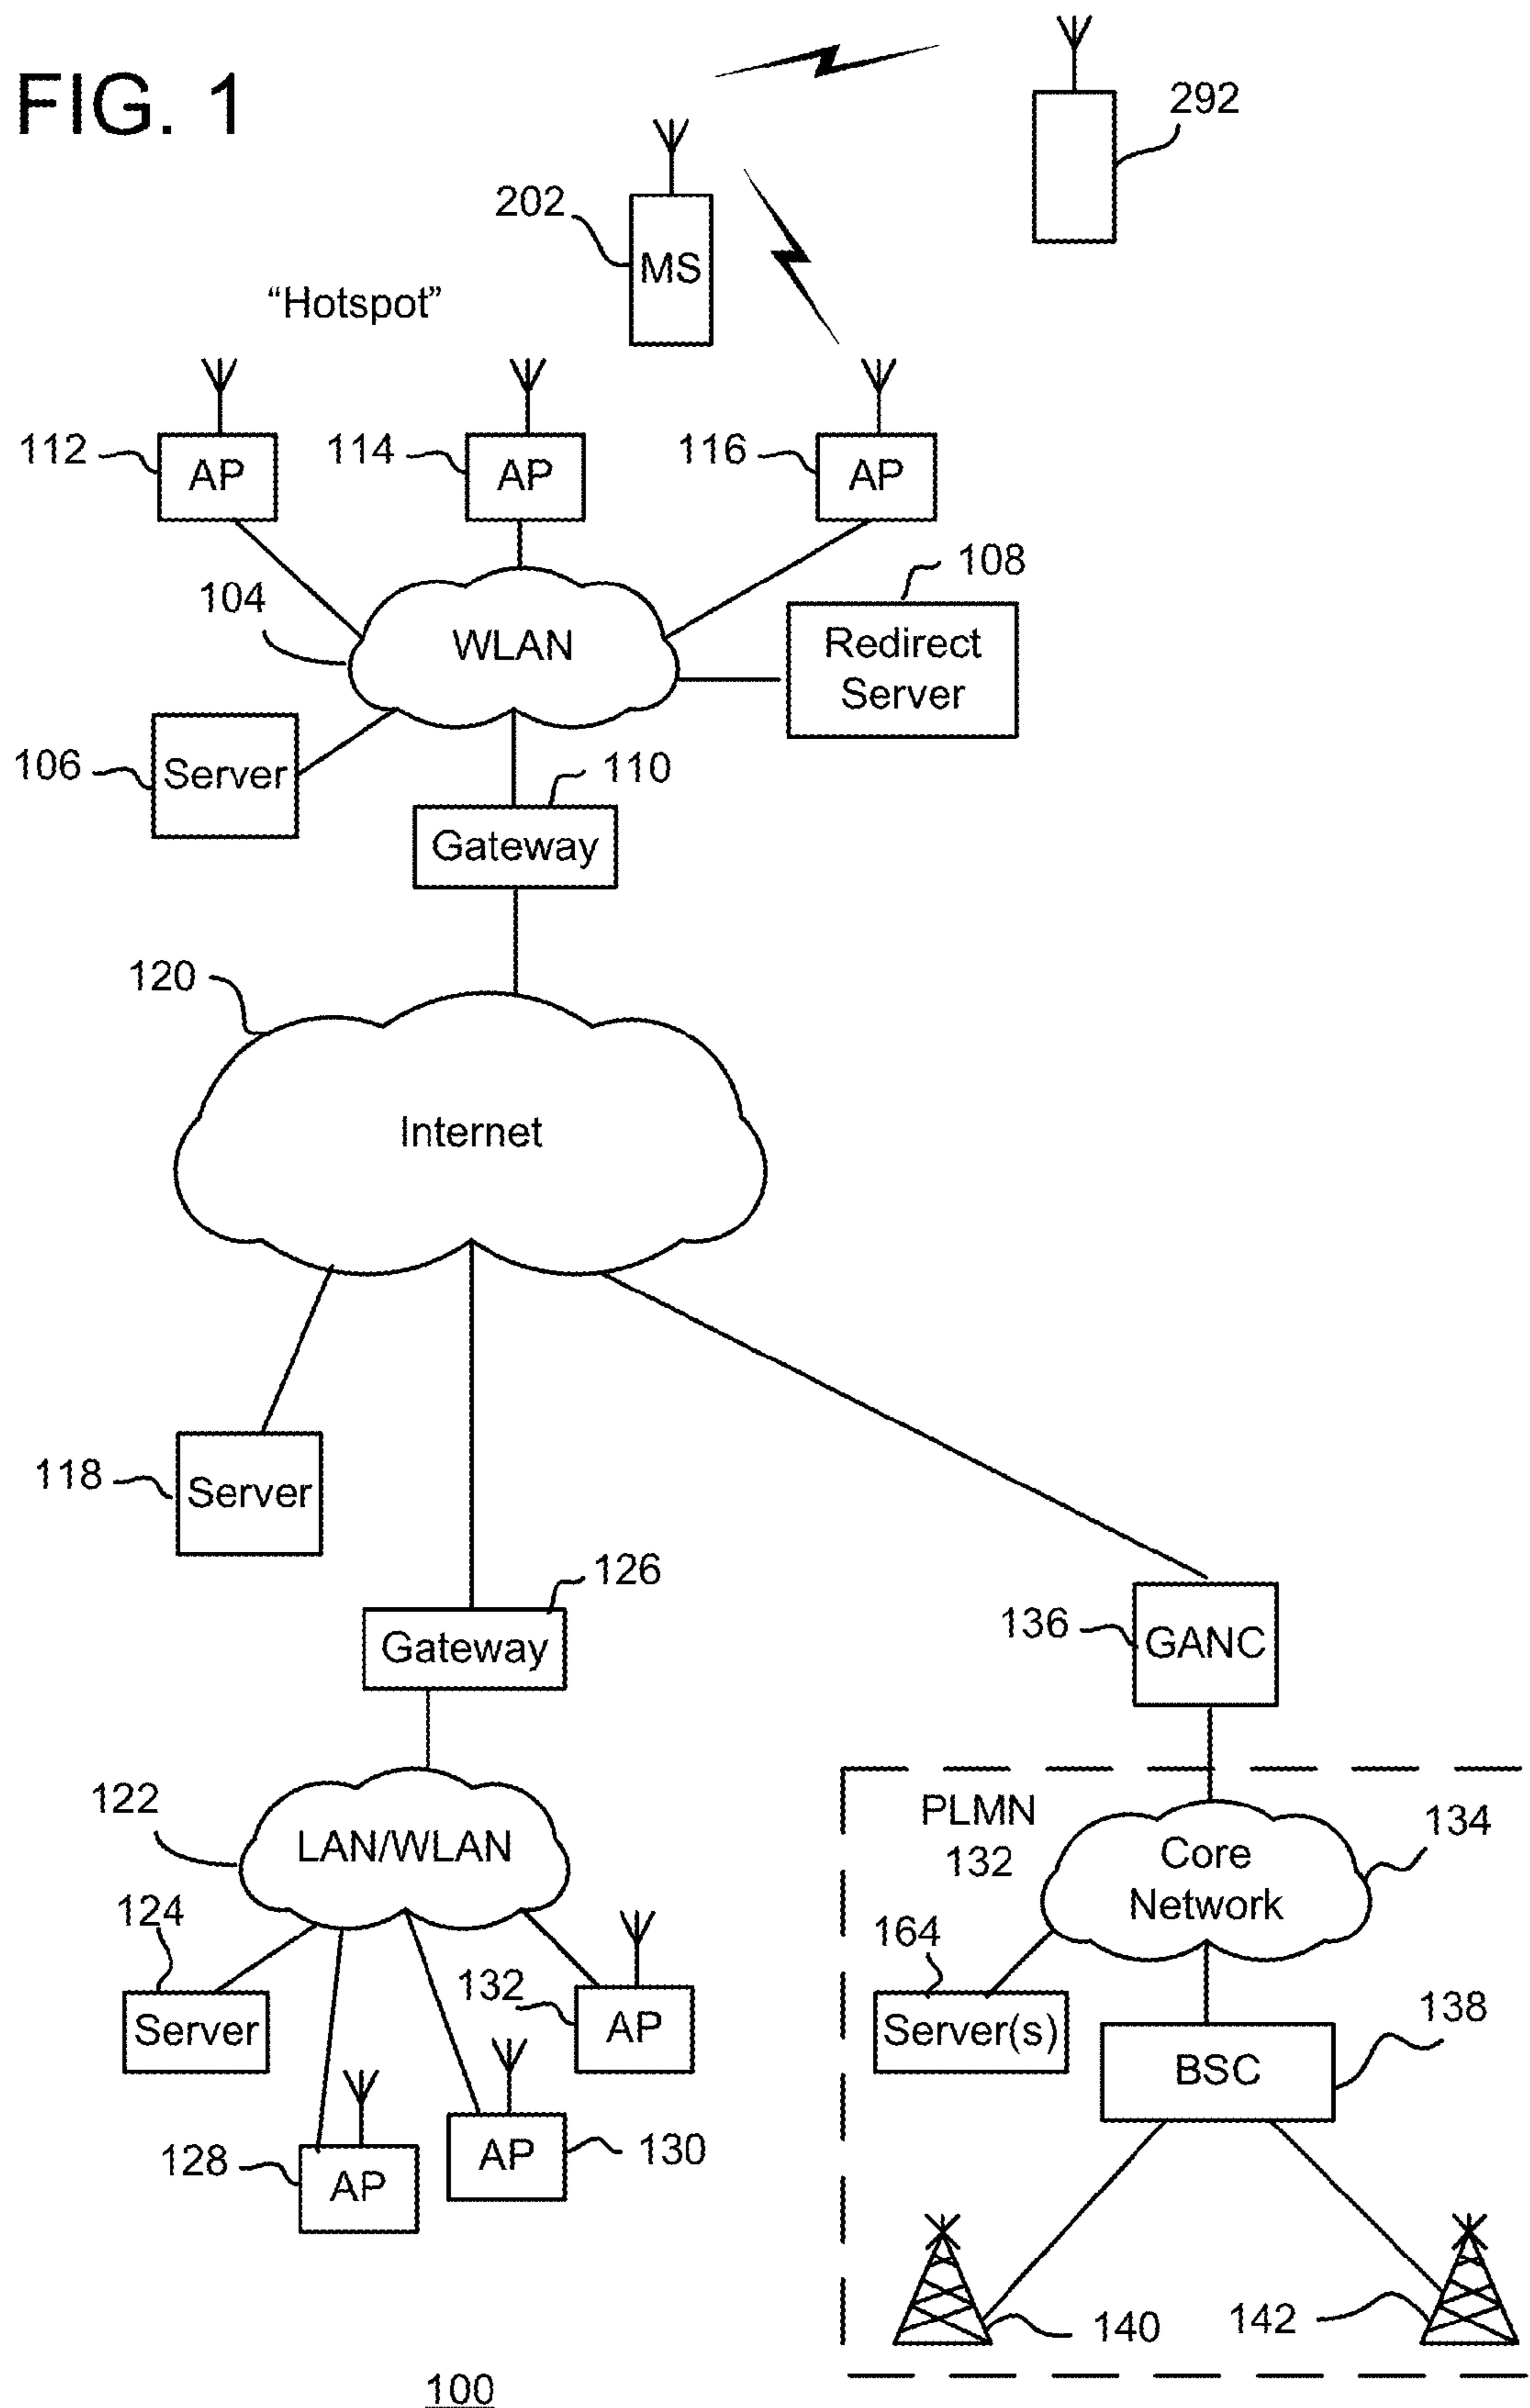 FIG. 1
292
202
MS
“Hotspot”
112
AP
114
AP
116
AP
104
WLAN
108
Redirect
Server
106
Server
110
Gateway
120
Internet
118
Server
126
Gateway
136
GANC
122
LAN/WLAN
PLMN
132
Core
Network
134
124
Server
132
AP
164
Server(s)
138
BSC
128
AP
AP
130
140
142
100